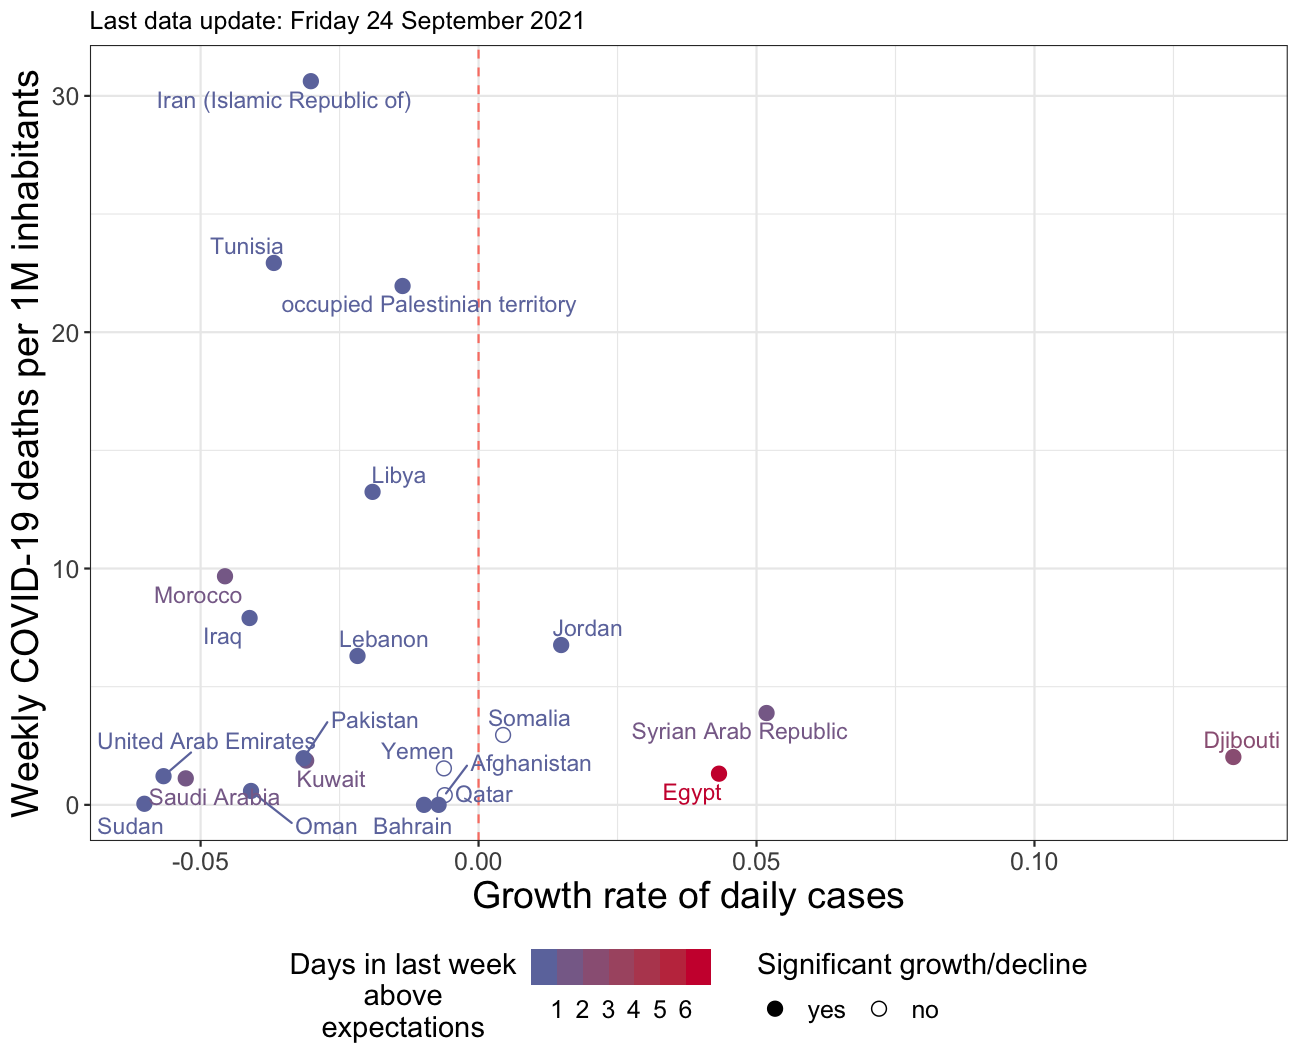 Last data update: Friday 24 September 2021
Weekly COVID-19 deaths per 1M inhabitants
30
20
10
0
Iran (Islamic Republic of)
Tunisia
occupied Palestinian territory
Libya
Morocco
Iraq
Lebanon
Jordan
Pakistan
Somalia
Syrian Arab Republic
United Arab Emirates
Yemen
Djibouti
Afghanistan
Kuwait
Egypt
Saudi Arabia
Qatar
Sudan
Oman
Bahrain
-0.05
0.00
0.05
0.10
Growth rate of daily cases
Days in last week
above
expectations
1 2 3 4 5 6
Significant growth/decline
yes
no